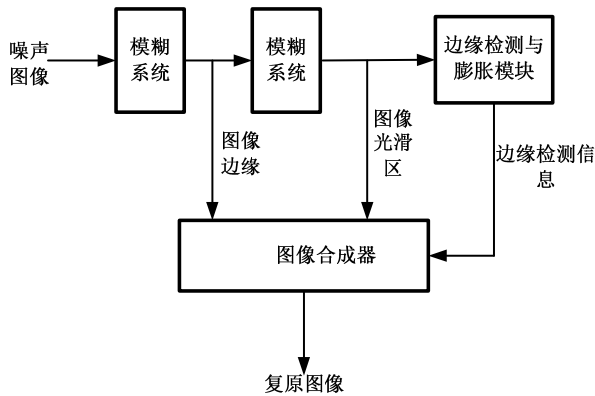 噪声
图像
模糊
系统
模糊
系统
边缘检测与
膨胀模块
图像
边缘
图像
光滑
区
边缘检测信
息
图像合成器
复原图像